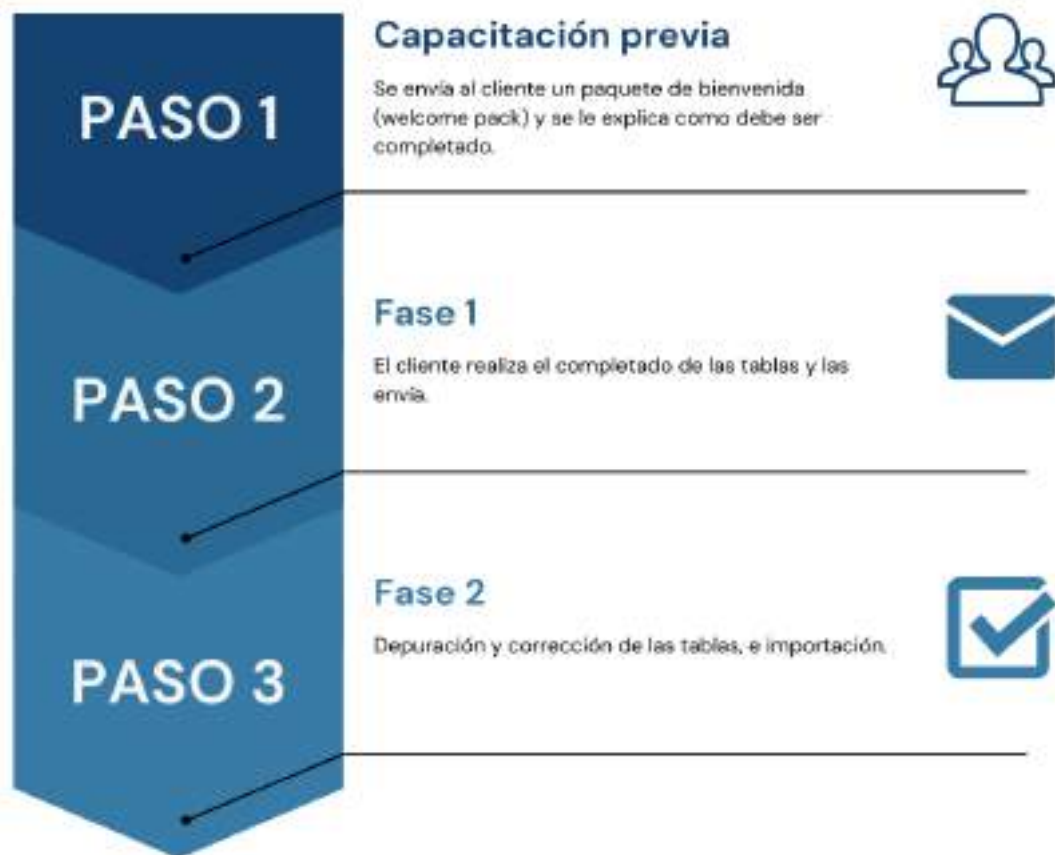 PASO 1
Capacitación previa
Se envía al cliente un paquete de bienvenida
(welcome pack) y se le explica como debe ser
completado.
PASO 2
Fase 1
El cliente realiza el completado de las tablas y las
envía.
PASO 3
Fase 2
Depuración y corrección de las tablas, e importación.